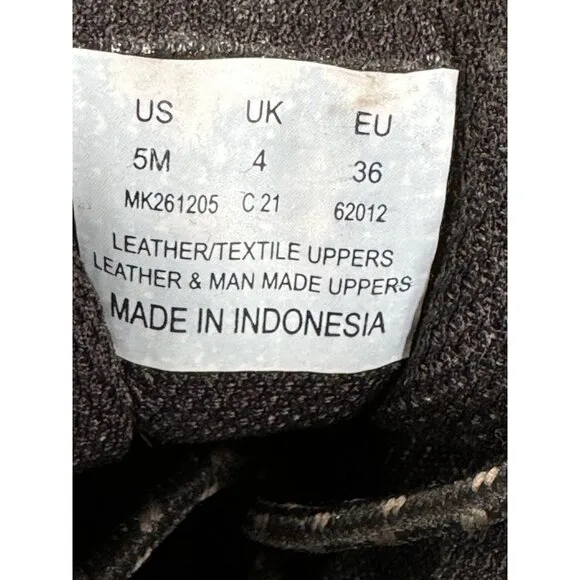 US UK EU
5M 4 36
MK261205 C 21 62012
LEATHER/TEXTILE UPPERS
LEATHER & MAN MADE UPPERS
MADE IN INDONESIA